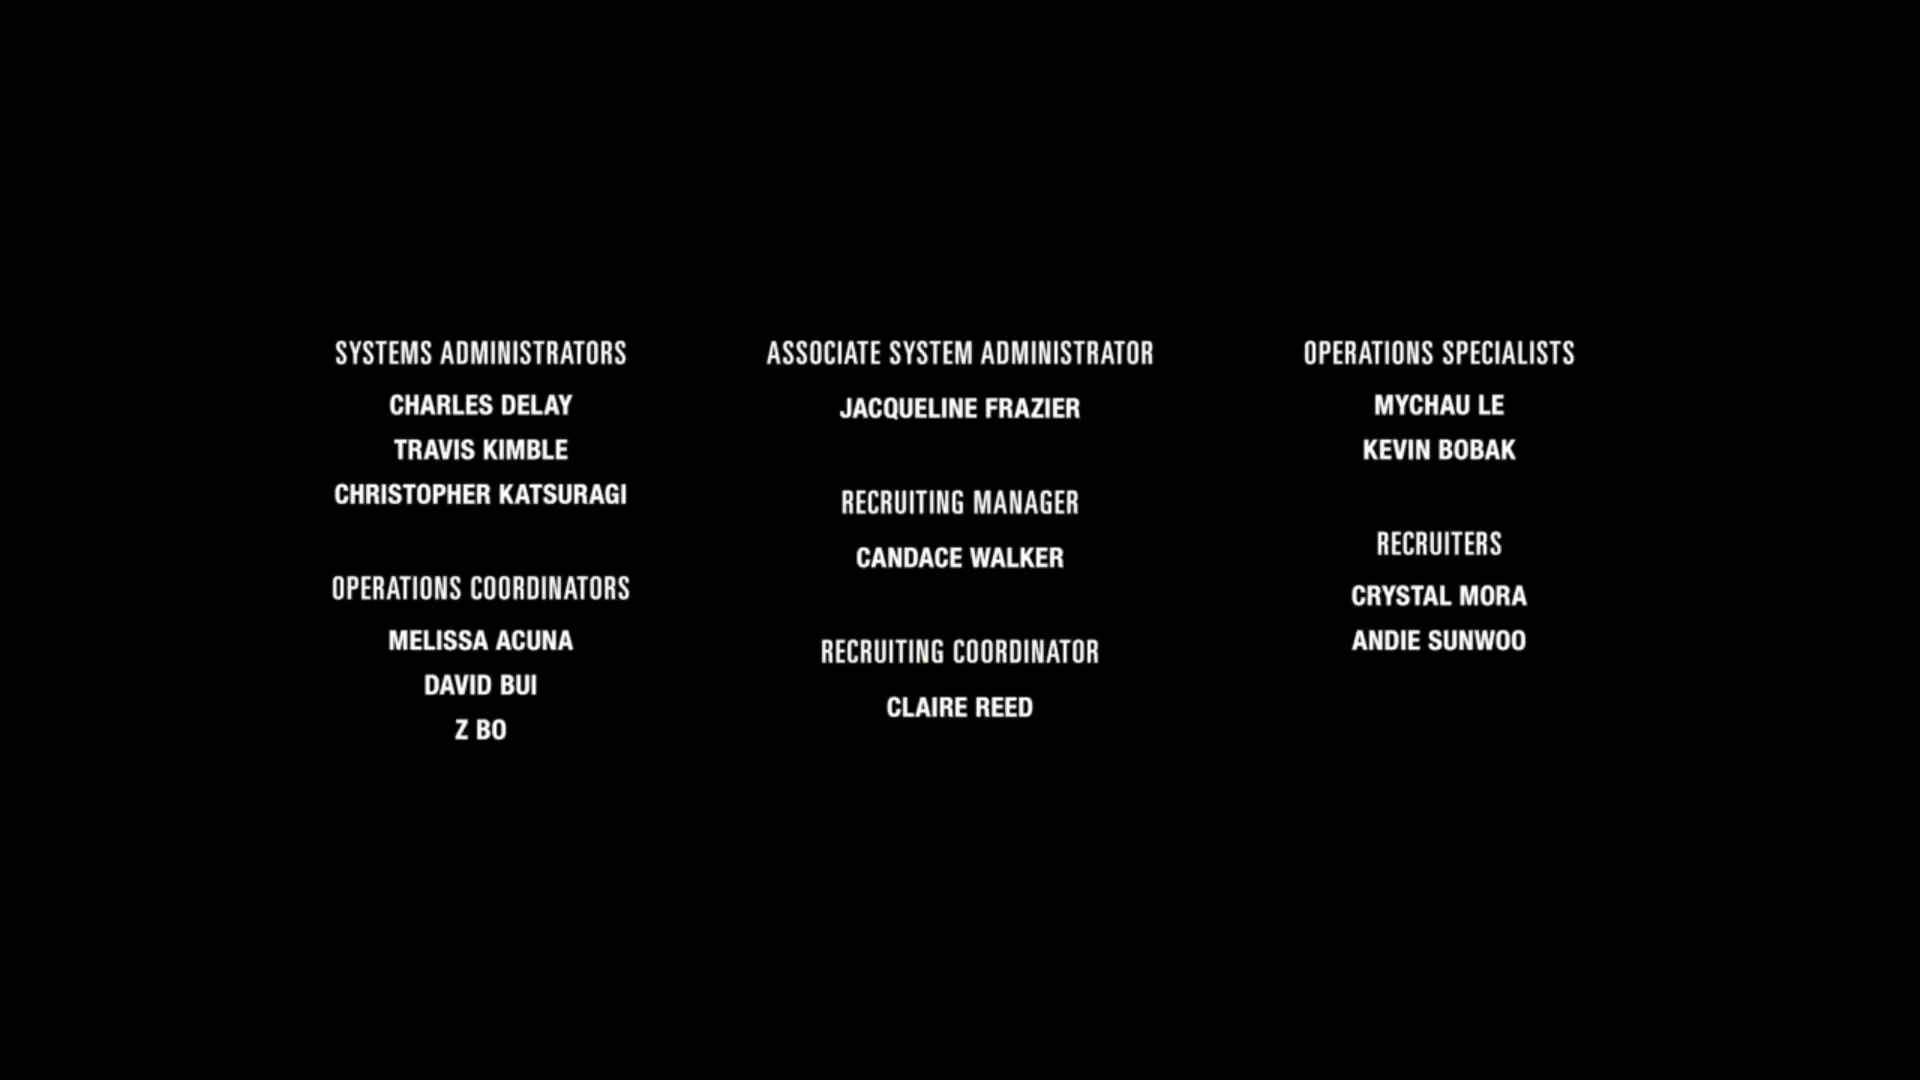 SYSTEMS ADMINISTRATORS
CHARLES DELAY
TRAVIS KIMBLE
CHRISTOPHER KATSURAGI
OPERATIONS COORDINATORS
MELISSA ACUNA
DAVID BUI
Z BO
ASSOCIATE SYSTEM ADMINISTRATOR
JACQUELINE FRAZIER
RECRUITING MANAGER
CANDACE WALKER
RECRUITING COORDINATOR
CLAIRE REED
OPERATIONS SPECIALISTS
MYCHAU LE
KEVIN BOBAK
RECRUITERS
CRYSTAL MORA
ANDIE SUNWOO